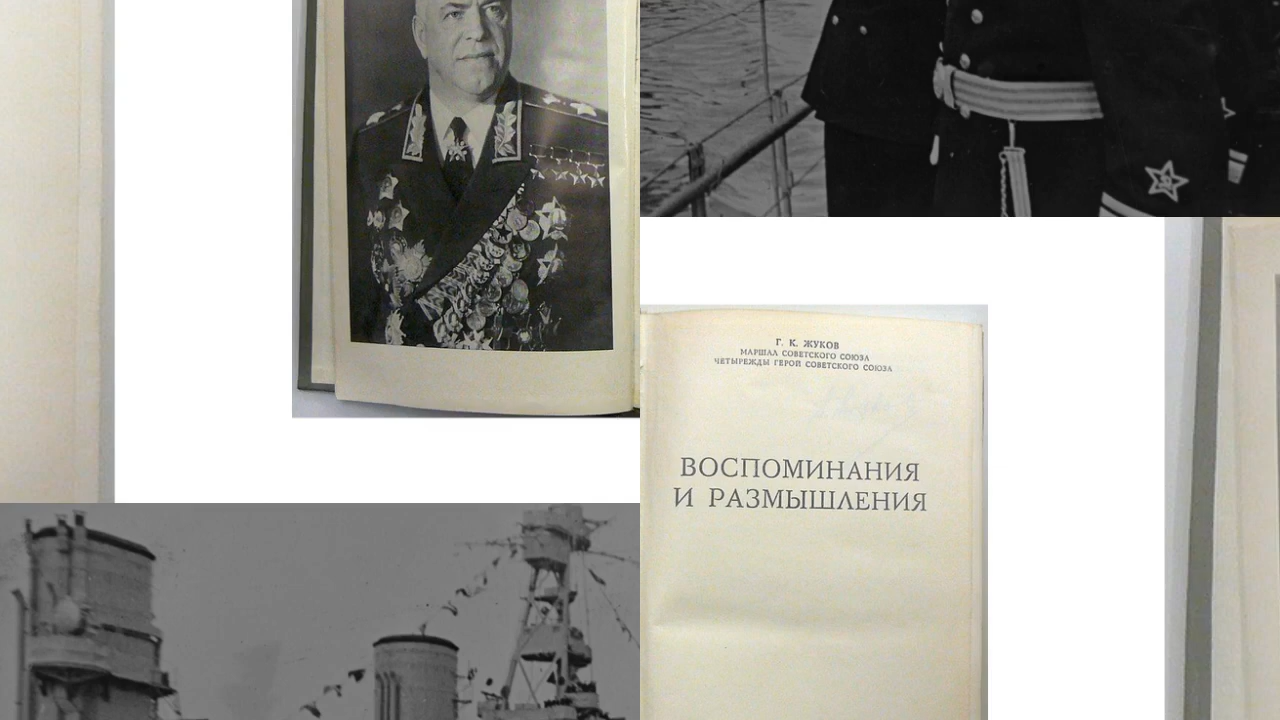 Г. К. ЖУКОВ
МАРШАЛ СОВЕТСКОГО СОЮЗА
ЧЕТЫРЕЖДЫ ГЕРОЙ СОВЕТСКОГО СОЮЗА
ВОСПОМИНАНИЯ
И РАЗМЫШЛЕНИЯ